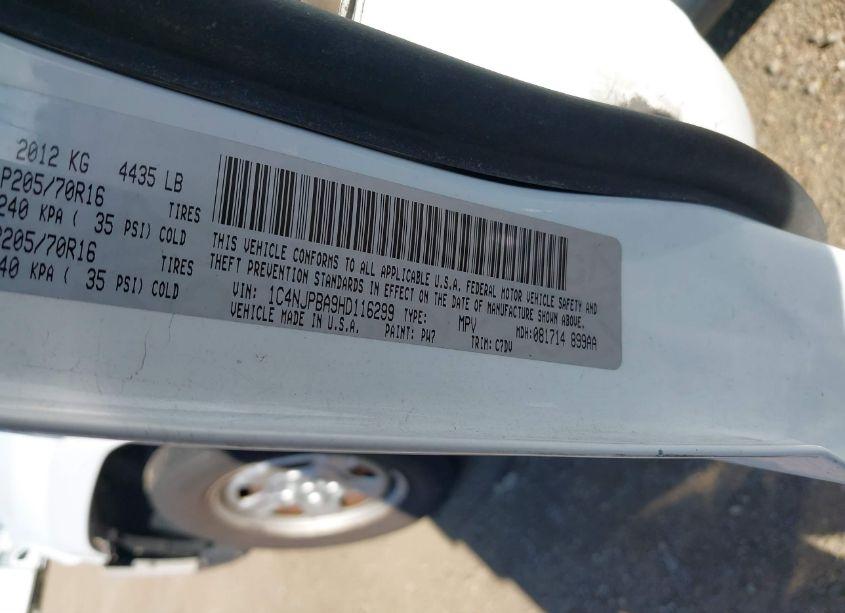 2012 KG 4435 LB
P205/70R16 TIRES
240 KPA ( 35 PSI) COLD
P205/70R16 TIRES
240 KPA ( 35 PSI) COLD
THIS VEHICLE CONFORMS TO ALL APPLICABLE U.S.A. FEDERAL MOTOR VEHICLE SAFETY AND
THEFT PREVENTION STANDARDS IN EFFECT ON THE DATE OF MANUFACTURE SHOWN ABOVE.
VIN: 1C4NJPBA9HD116299 TYPE: MPV MDH:081714 899AA
VEHICLE MADE IN U.S.A. PAINT: PW7 TRIM: C7DV